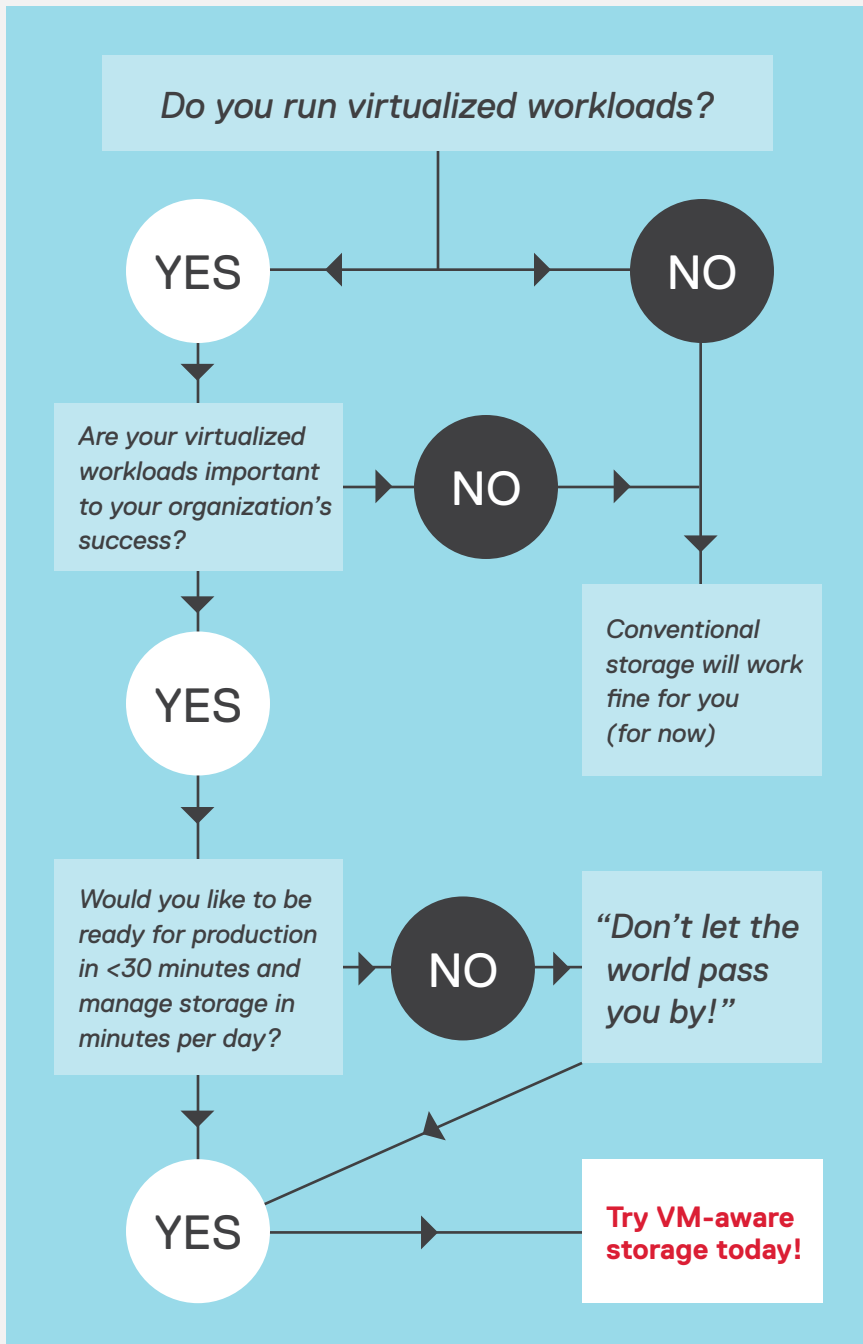 Do you run virtualized workloads?
YES
NO
Are your virtualized
workloads important
to your organization’s
success?
NO
Conventional
storage will work
fine for you
(for now)
YES
Would you like to be
ready for production
in <30 minutes and
manage storage in
minutes per day?
NO
“Don’t let the
world pass
you by!”
YES
Try VM-aware
storage today!